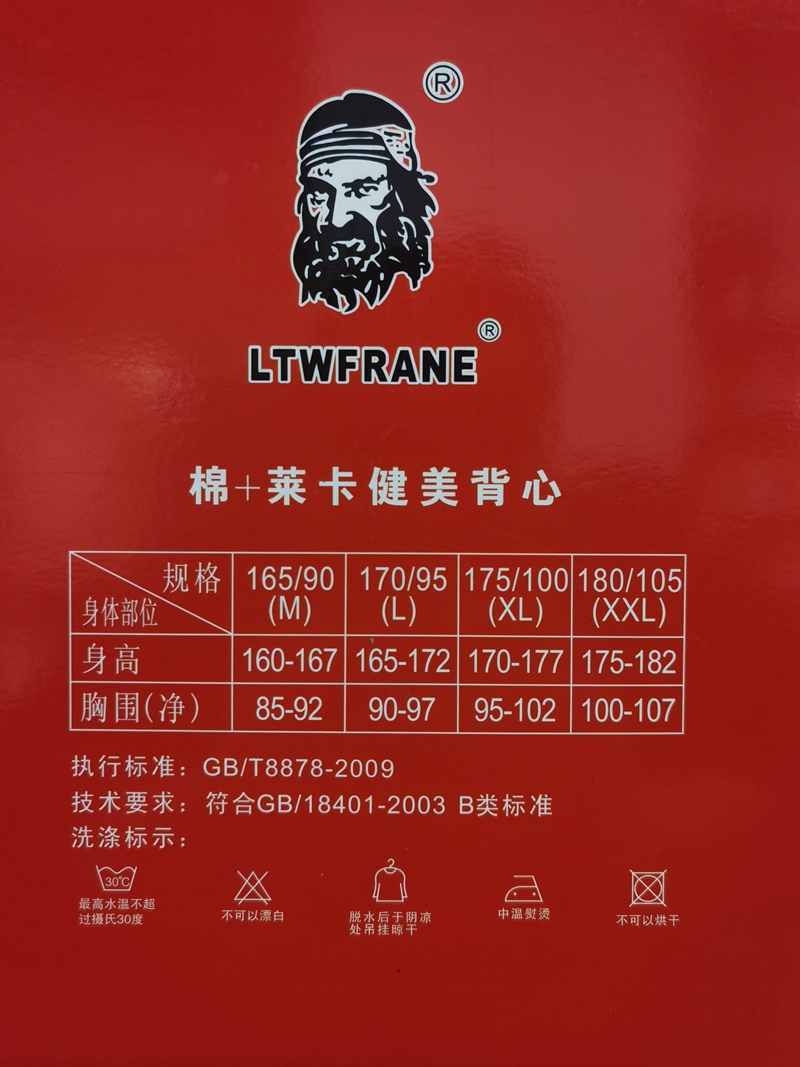 ®
LTWFRANE®
棉+莱卡健美背心
规格 165/90 170/95 175/100 180/105
身体部位 (M) (L) (XL) (XXL)
身高 160-167 165-172 170-177 175-182
胸围(净) 85-92 90-97 95-102 100-107
执行标准：GB/T8878-2009
技术要求：符合GB/18401-2003 B类标准
洗涤标示：
30℃
最高水温不超
过摄氏30度
不可以漂白
脱水后于阴凉
处吊挂晾干
中温熨烫
不可以烘干